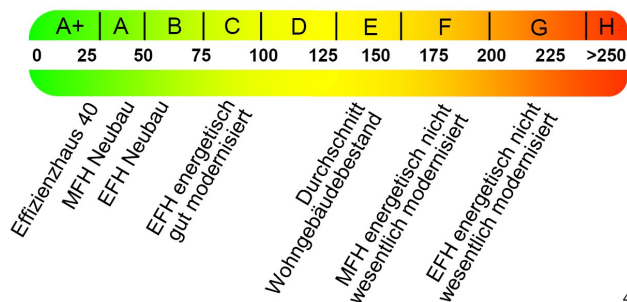 A+ A B C D E F G H
0 25 50 75 100 125 150 175 200 225 >250
Effizienzhaus 40
MFH Neubau
EFH Neubau
EFH energetisch
gut modernisiert
Durchschnitt
Wohngebäudebestand
MFH energetisch nicht
wesentlich modernisiert
EFH energetisch nicht
wesentlich modernisiert